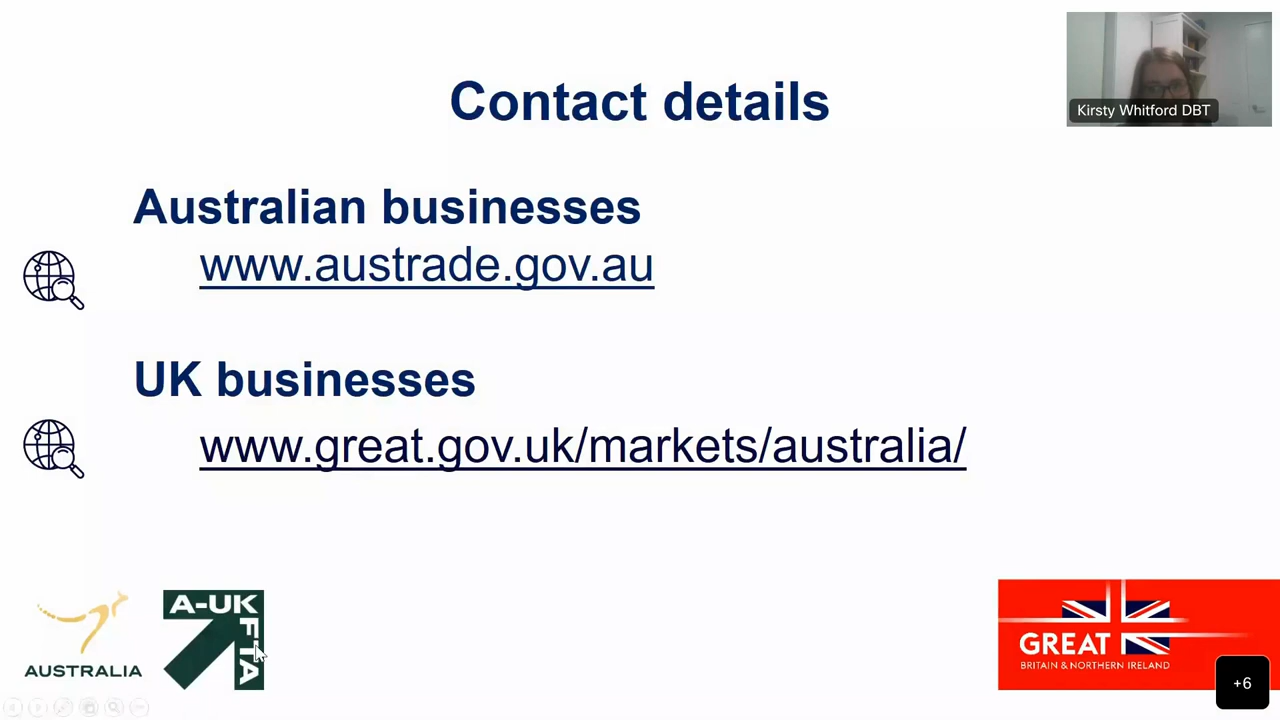 Contact details
Kirsty Whitford DBT
Australian businesses
www.austrade.gov.au
UK businesses
www.great.gov.uk/markets/australia/
AUSTRALIA
A-UK
FTA
GREAT
BRITAIN & NORTHERN IRELAND
+6